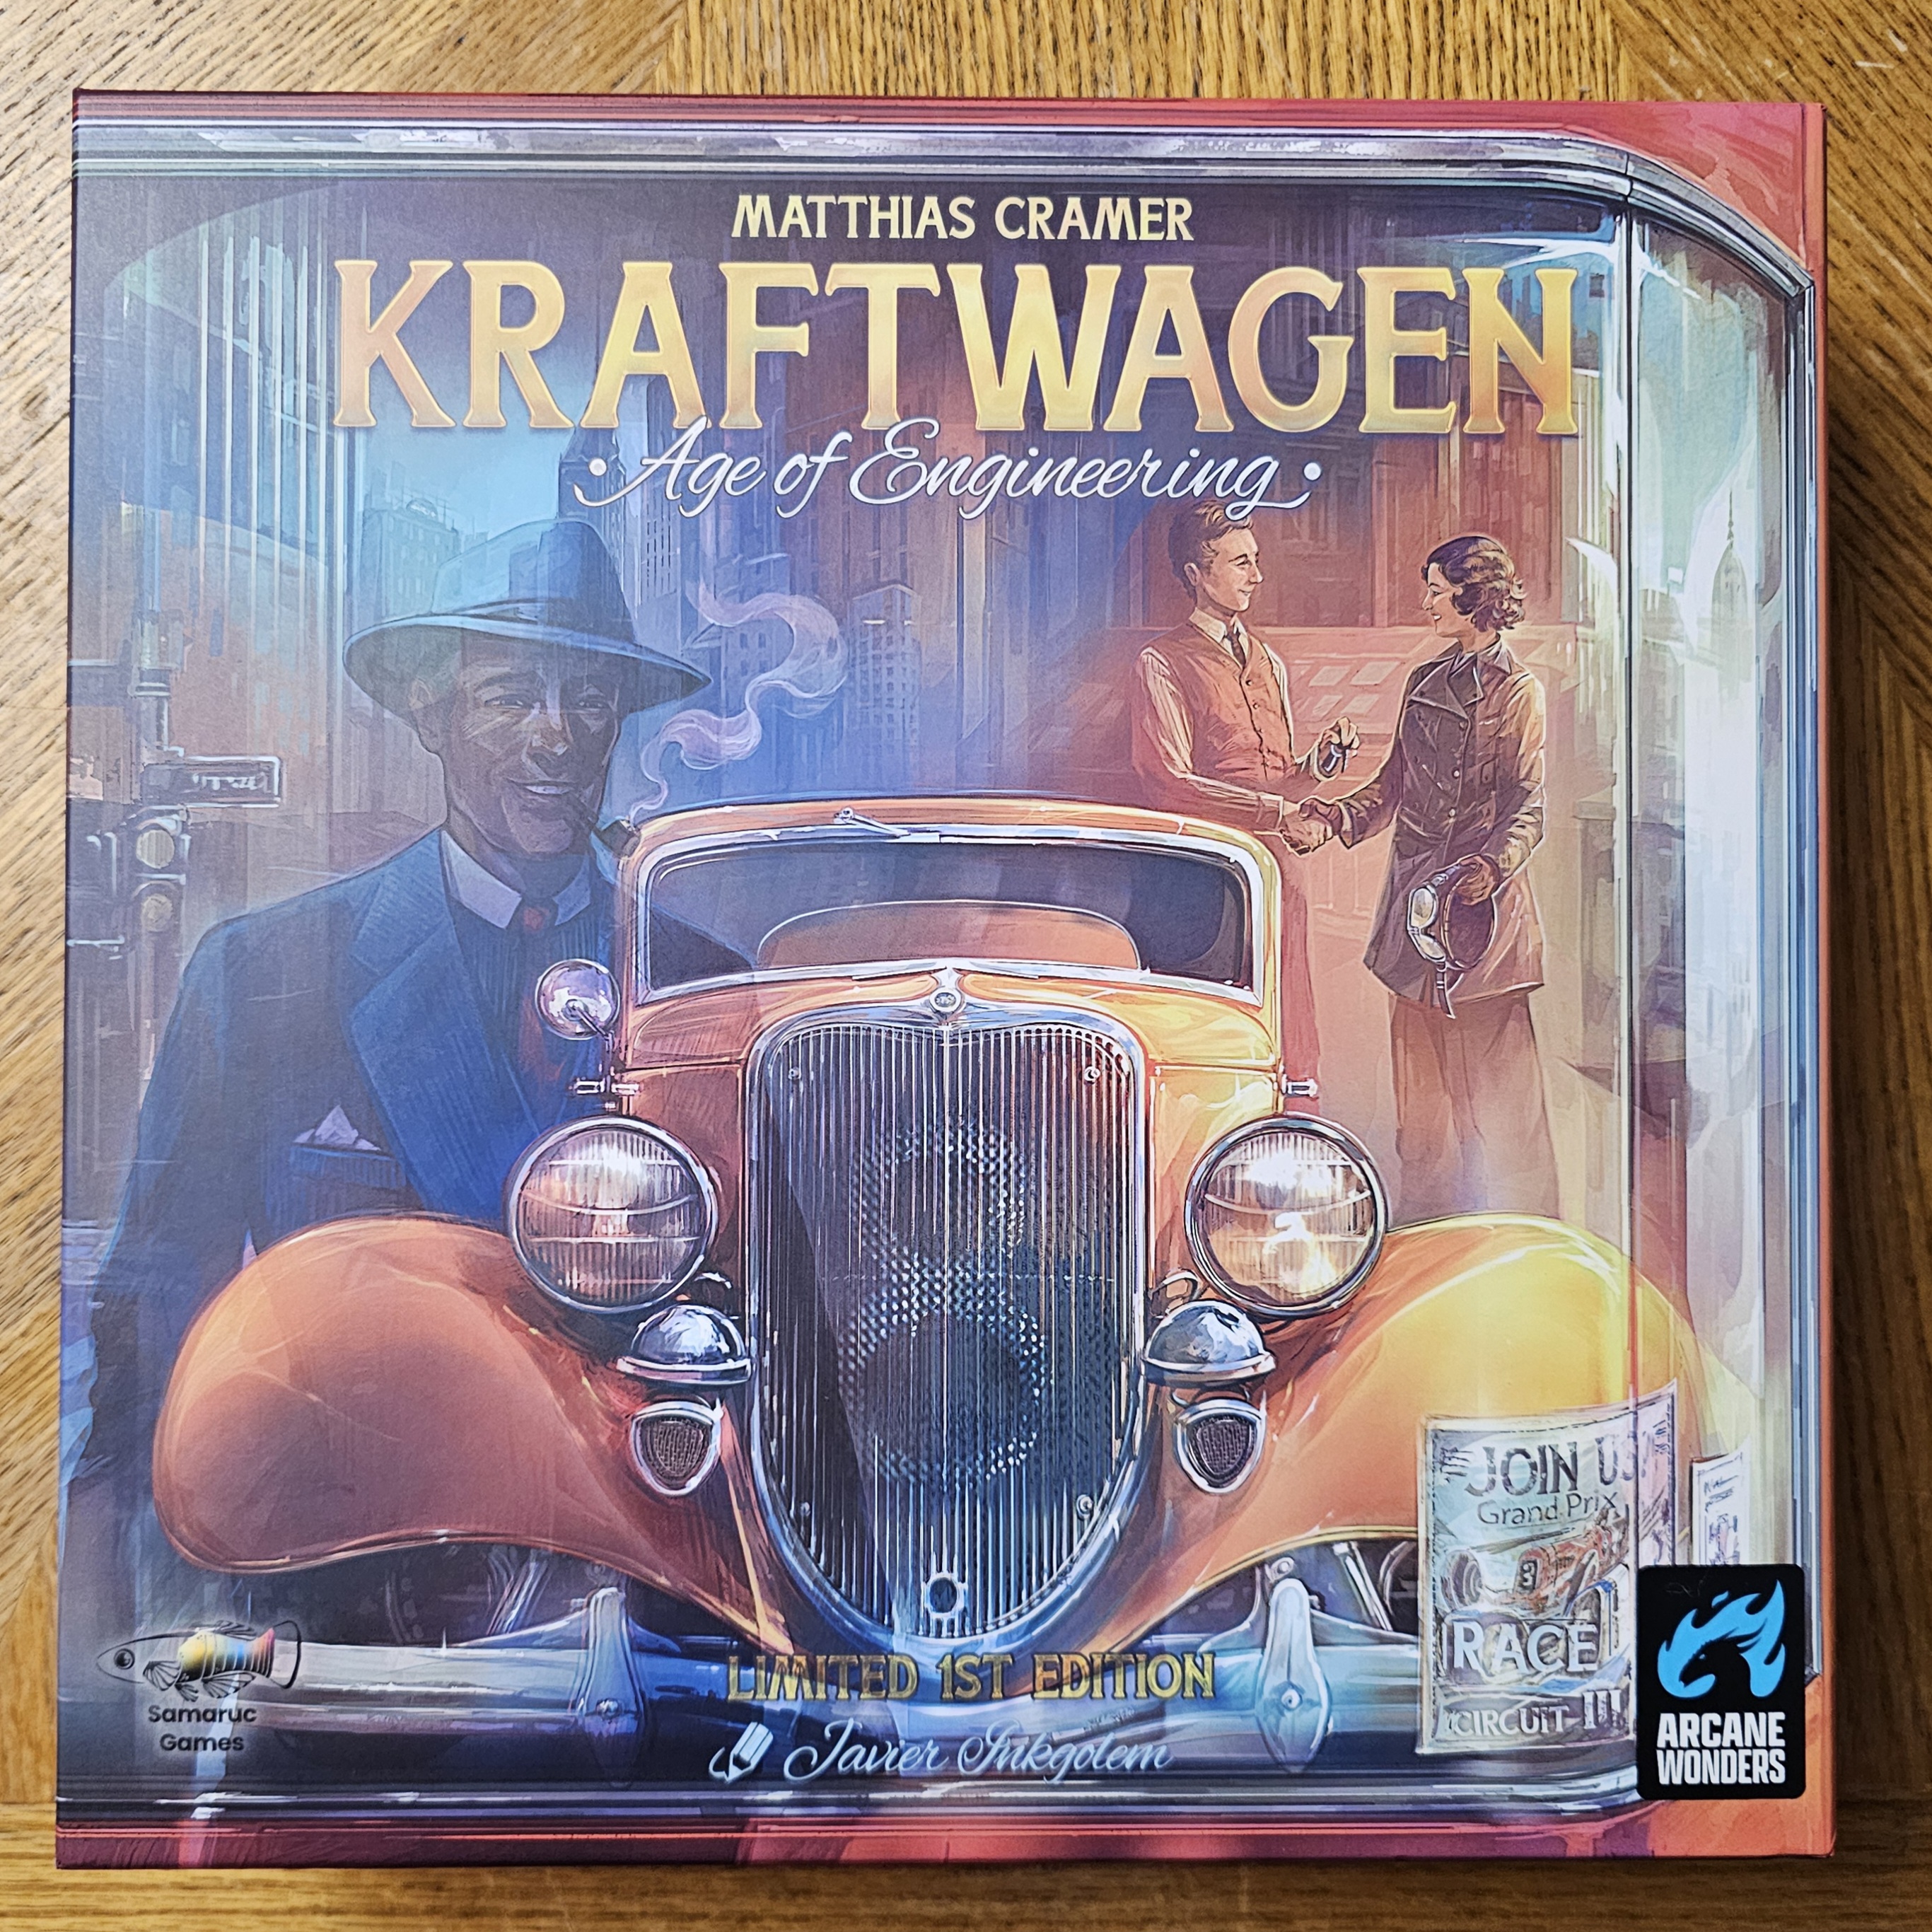 MATTHIAS CRAMER
KRAFTWAGEN
Age of Engineering
JOIN US
Grand Prix
3
RACE
CIRCUIT
LIMITED 1ST EDITION
Javier Inkgolem
Samaruc
Games
ARCANE
WONDERS